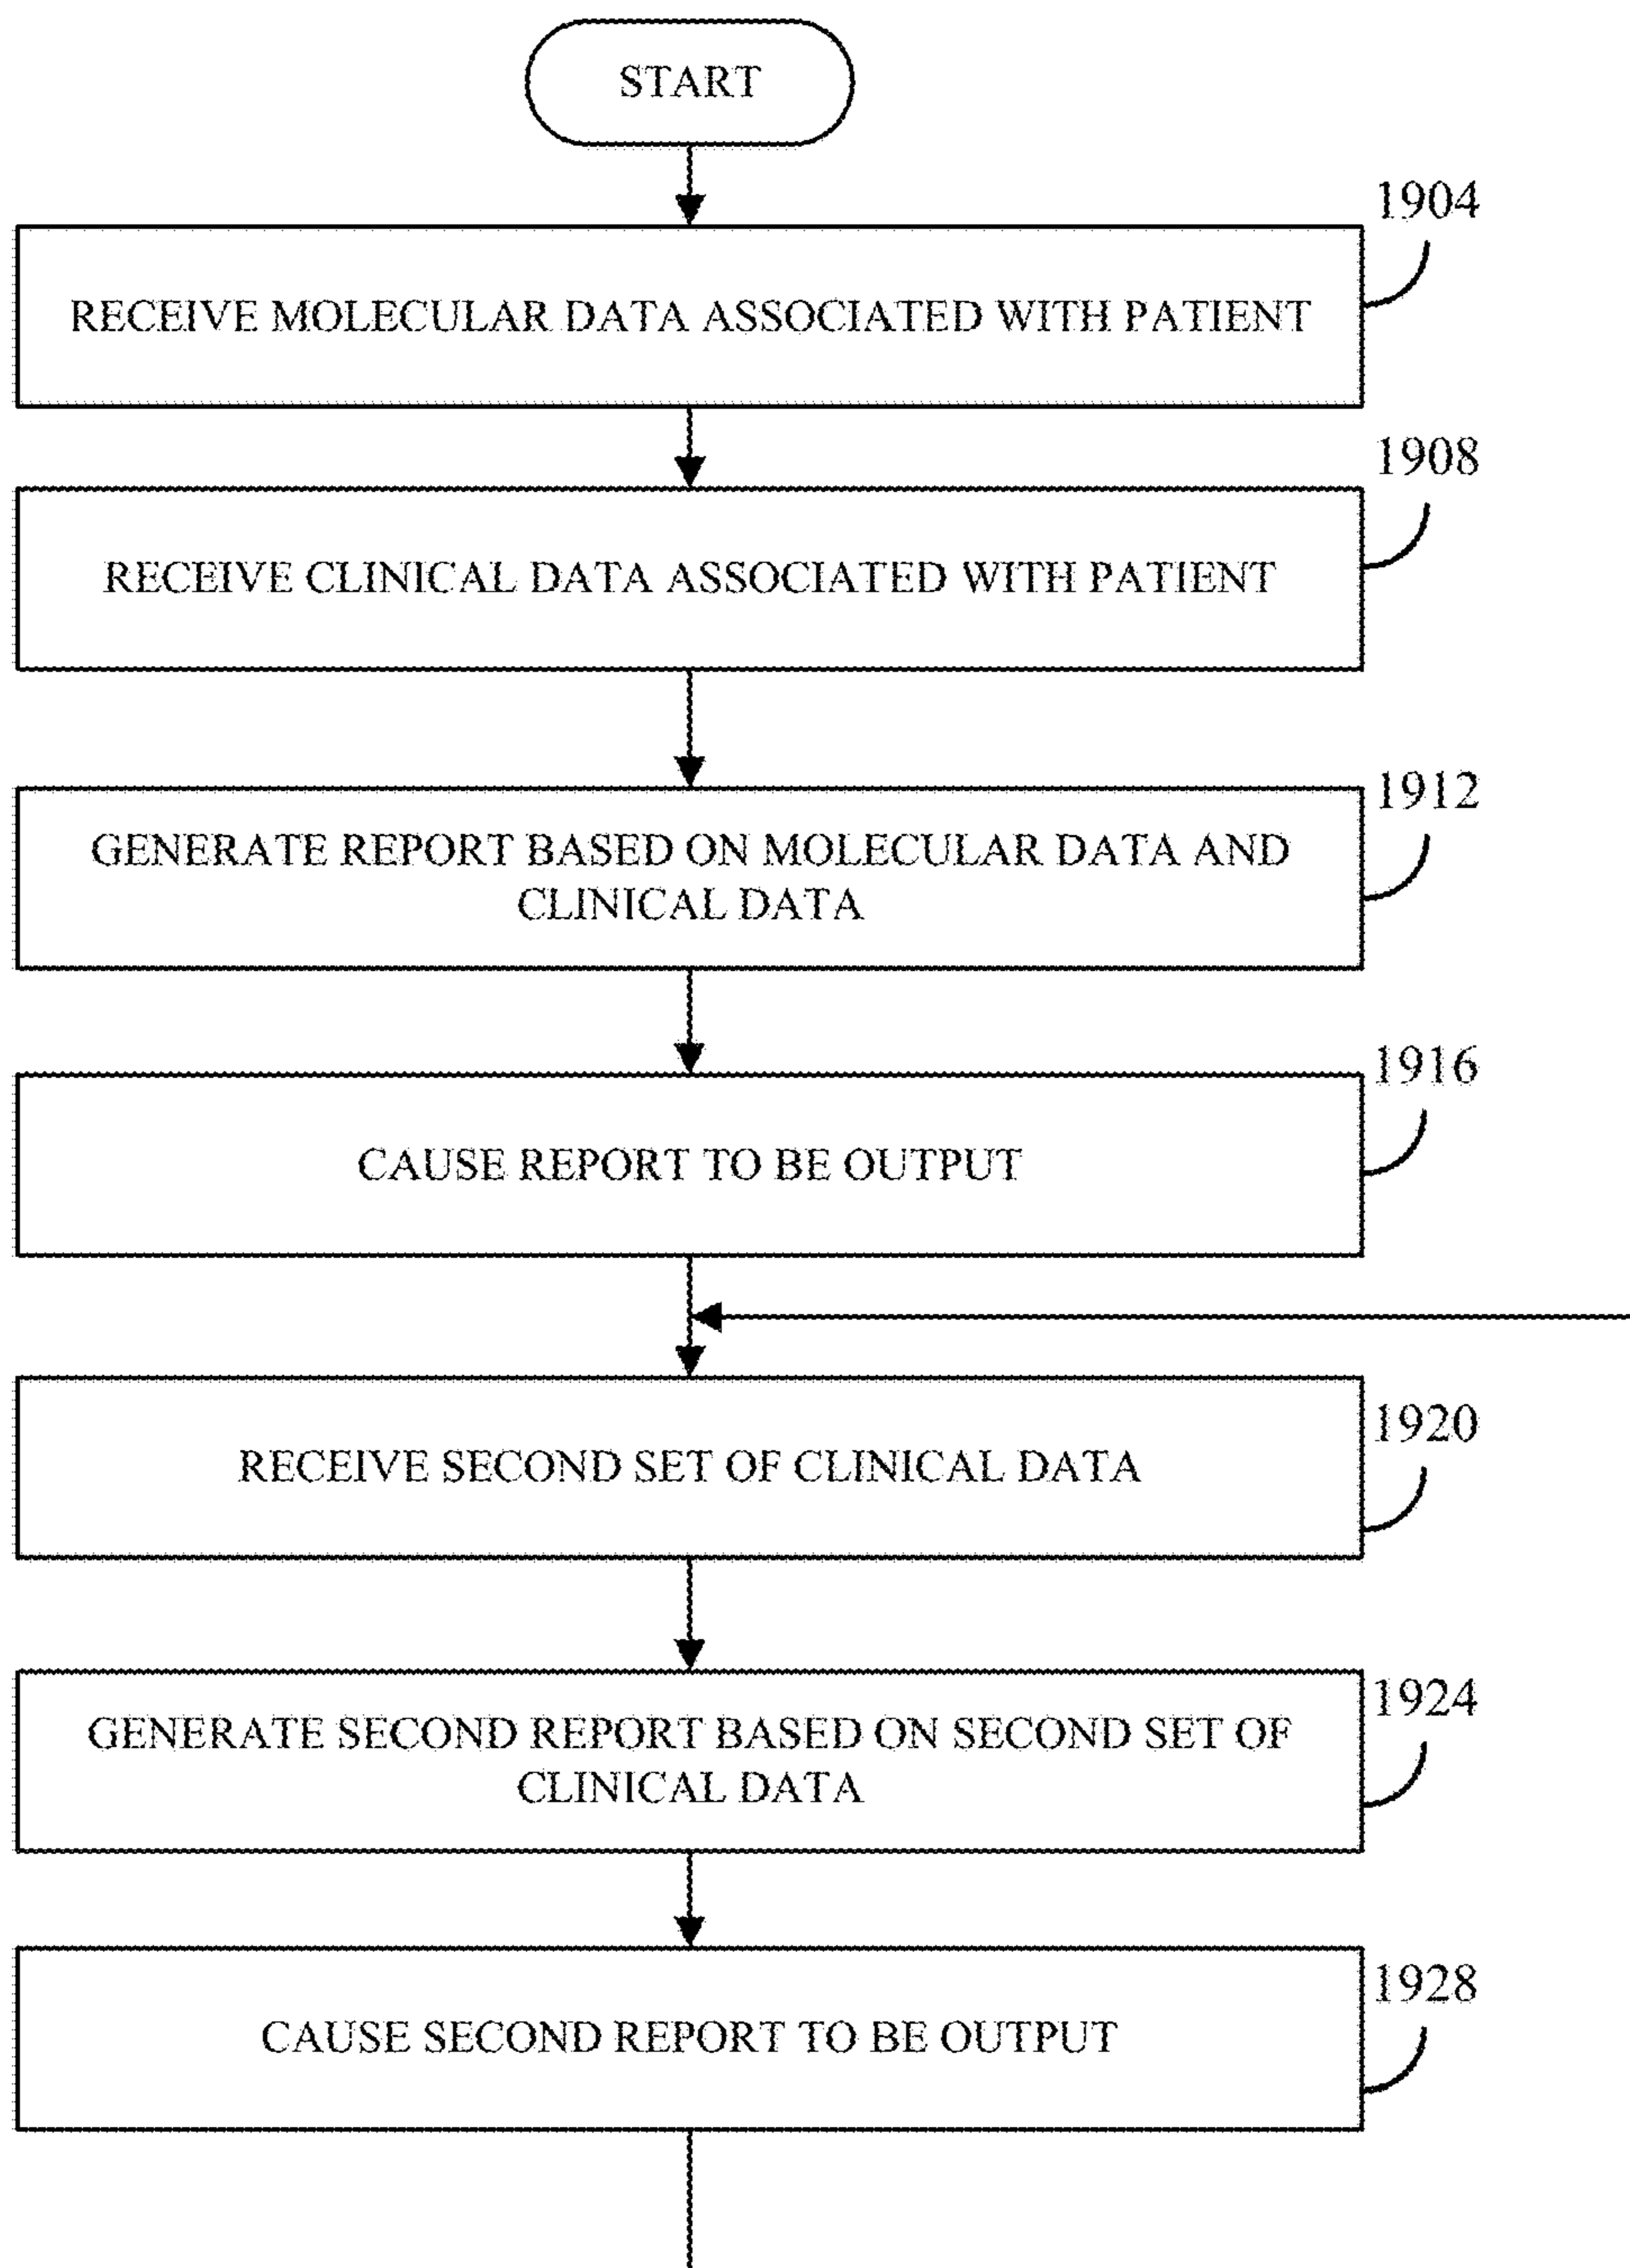 START
1904
RECEIVE MOLECULAR DATA ASSOCIATED WITH PATIENT
1908
RECEIVE CLINICAL DATA ASSOCIATED WITH PATIENT
1912
GENERATE REPORT BASED ON MOLECULAR DATA AND
CLINICAL DATA
1916
CAUSE REPORT TO BE OUTPUT
1920
RECEIVE SECOND SET OF CLINICAL DATA
1924
GENERATE SECOND REPORT BASED ON SECOND SET OF
CLINICAL DATA
1928
CAUSE SECOND REPORT TO BE OUTPUT